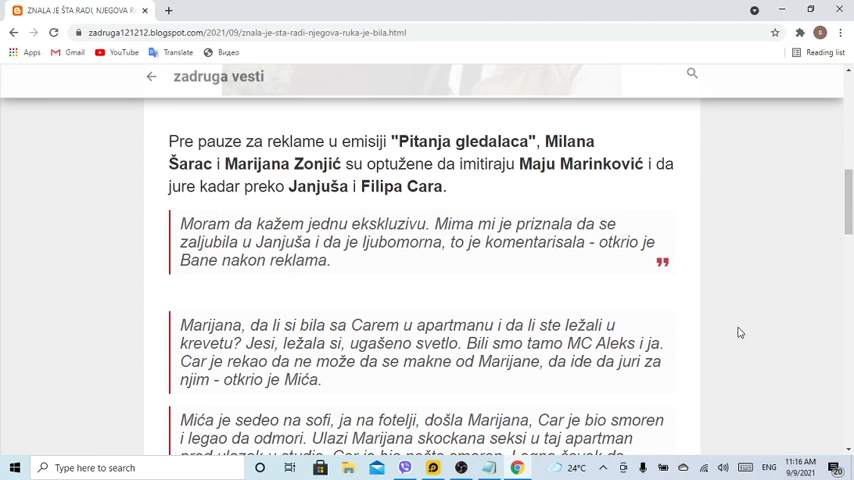 ZNALA JE ŠTA RADI, NJEGOVA RUKA
zadruga121212.blogspot.com/2021/09/znala-je-sta-radi-njegova-ruka-je-bila.html
Apps Gmail YouTube Translate Видео Reading list
zadruga vesti
Pre pauze za reklame u emisiji "Pitanja gledalaca", Milana
Šarac i Marijana Zonjić su optužene da imitiraju Maju Marinković i da
jure kadar preko Janjuša i Filipa Cara.
Moram da kažem jednu ekskluzivu. Mima mi je priznala da se
zaljubila u Janjuša i da je ljubomorna, to je komentarisala - otkrio je
Bane nakon reklama.
Marijana, da li si bila sa Carem u apartmanu i da li ste ležali u
krevetu? Jesi, ležala si, ugašeno svetlo. Bili smo tamo MC Aleks i ja.
Car je rekao da ne može da se makne od Marijane, da ide da juri za
njim - otkrio je Mića.
Mića je sedeo na sofi, ja na fotelji, došla Marijana, Car je bio smoren
i legao da odmori. Ulazi Marijana skockana seksi u taj apartman
Type here to search
24°C
ENG
11:16 AM
9/9/2021
20